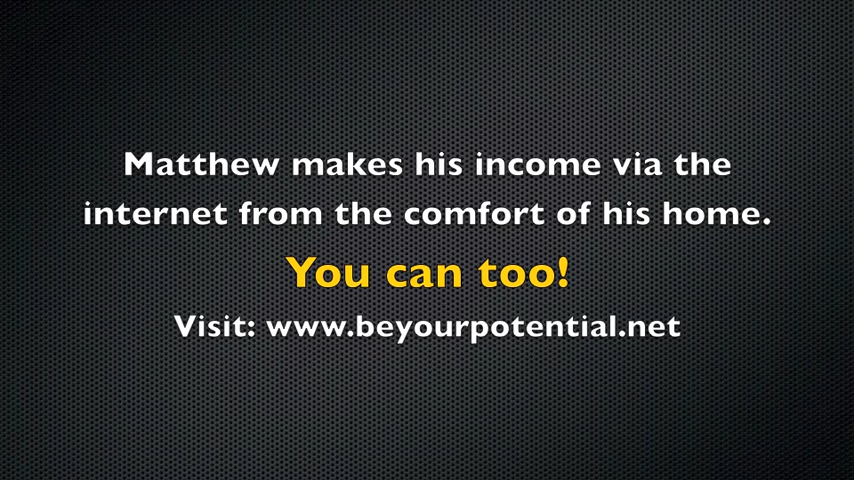 Matthew makes his income via the
internet from the comfort of his home.
You can too!
Visit: www.beyourpotential.net